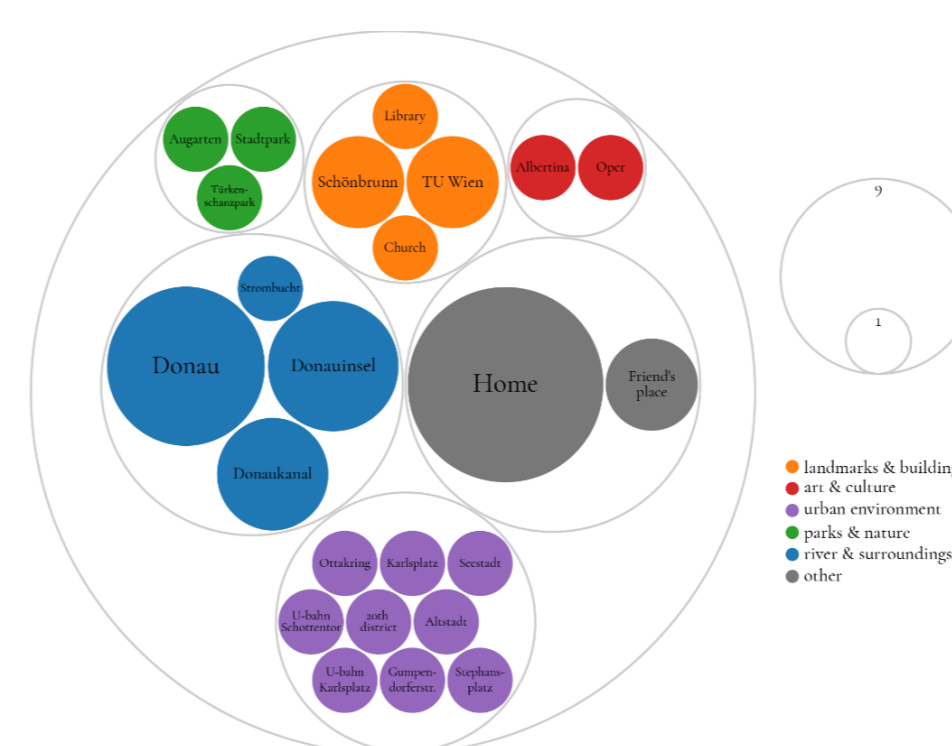 Library
Augarten
Stadtpark
Albertina
Oper
Schönbrunn
TU Wien
Türken-
schanzpark
9
Church
Strombucht
1
Donau
Donauinsel
Home
Friend's
place
Donaukanal
landmarks & building
art & culture
urban environment
parks & nature
river & surroundings
other
Ottakring
Karlsplatz
Seestadt
U-bahn
Schottentor
20th
district
Altstadt
U-bahn
Karlsplatz
Gumpen-
dorferstr.
Stephans-
platz